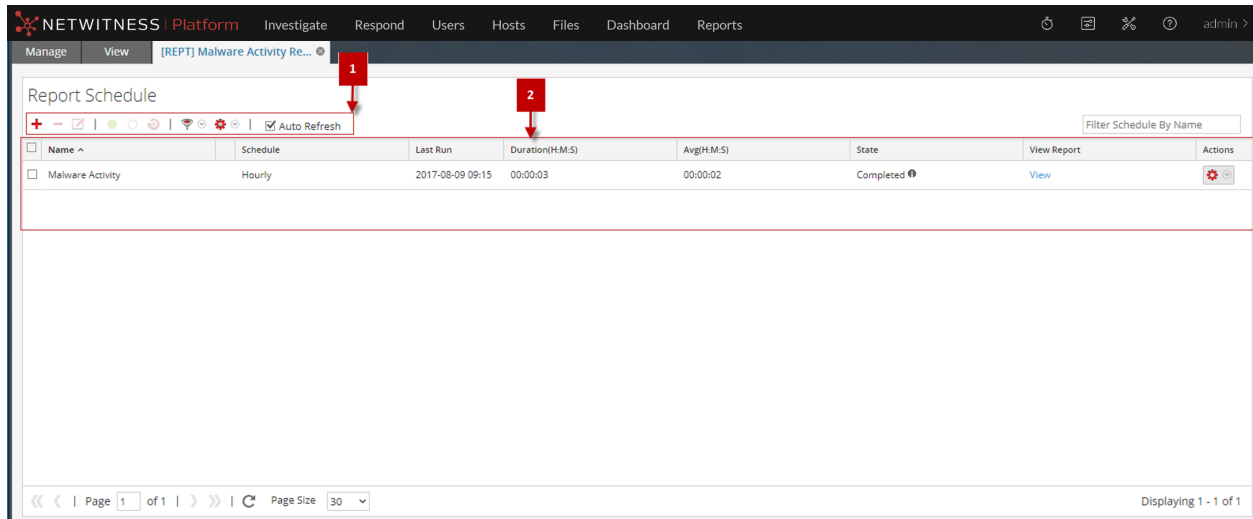 NETWITNESS | Platform Investigate Respond Users Hosts Files Dashboard Reports admin >
Manage View [REPT] Malware Activity Re...
1
Report Schedule
2
Auto Refresh
Filter Schedule By Name
Name Schedule Last Run Duration(H:M:S) Avg(H:M:S) State View Report Actions
Malware Activity Hourly 2017-08-09 09:15 00:00:03 00:00:02 Completed View
Page 1 of 1 | Page Size 30 Displaying 1 - 1 of 1